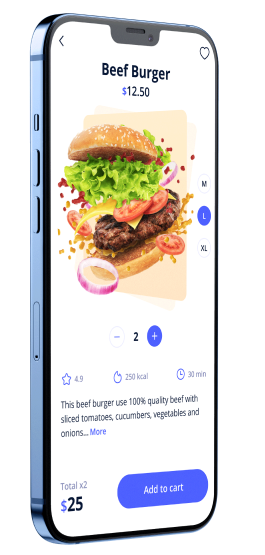 Beef Burger
$12.50
M
L
XL
2
4.9
250 kcal
30 min
This beef burger use 100% quality beef with
sliced tomatoes, cucumbers, vegetables and
onions... More
Total x2
$25
Add to cart